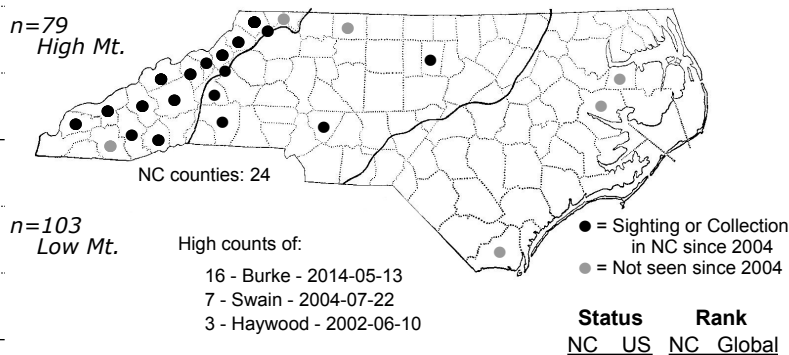 n=79
High Mt.
NC counties: 24
n=103
Low Mt.
High counts of:
16 - Burke - 2014-05-13
7 - Swain - 2004-07-22
3 - Haywood - 2002-06-10
● = Sighting or Collection
in NC since 2004
● = Not seen since 2004
Status Rank
NC US NC Global